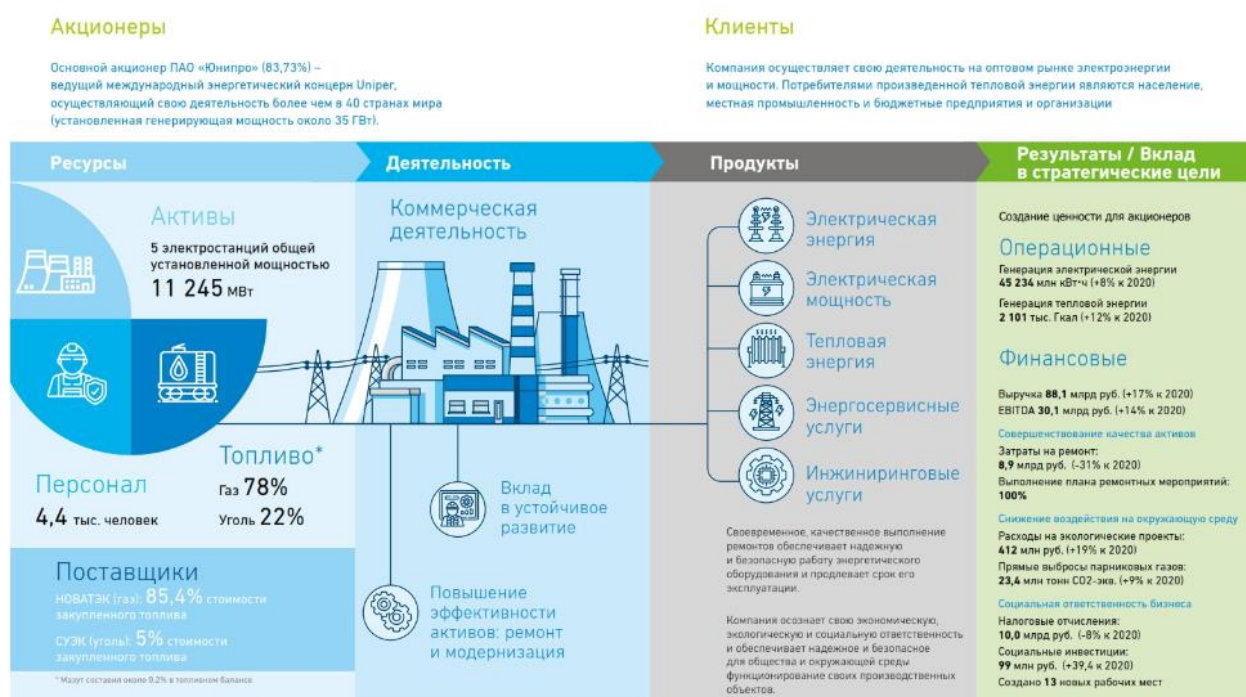 Акционеры
Основной акционер ПАО «Юнипро» (83,73%) –
ведущий международный энергетический концерн Uniper,
осуществляющий свою деятельность более чем в 40 странах мира
(установленная генерирующая мощность около 35 ГВт).
Клиенты
Компания осуществляет свою деятельность на оптовом рынке электроэнергии
и мощности. Потребителями произведенной тепловой энергии являются население,
местная промышленность и бюджетные предприятия и организации
Ресурсы
Активы
5 электростанций общей
установленной мощностью
11 245 МВт
Персонал
4,4 тыс. человек
Топливо*
Газ 78%
Уголь 22%
Поставщики
НОВАТЭК (газ): 85,4% стоимости
закупленного топлива
СУЭК (уголь): 5% стоимости
закупленного топлива
* Мазут составил около 0,2% в топливном балансе
Деятельность
Коммерческая
деятельность
Вклад
в устойчивое
развитие
Повышение
эффективности
активов: ремонт
и модернизация
Продукты
Электрическая
энергия
Электрическая
мощность
Тепловая
энергия
Энергосервисные
услуги
Инжиниринговые
услуги
Своевременное, качественное выполнение
ремонтов обеспечивает надежную
и безопасную работу энергетического
оборудования и продлевает срок его
эксплуатации.
Компания осознает свою экономическую,
экологическую и социальную ответственность
и обеспечивает надежное и безопасное
для общества и окружающей среды
функционирование своих производственных
объектов.
Результаты / Вклад
в стратегические цели
Создание ценности для акционеров
Операционные
Генерация электрической энергии
45 234 млн кВт·ч (+8% к 2020)
Генерация тепловой энергии
2 101 тыс. Гкал (+12% к 2020)
Финансовые
Выручка 88,1 млрд руб. (+17% к 2020)
EBITDA 30,1 млрд руб. (+14% к 2020)
Совершенствование качества активов
Затраты на ремонт:
8,9 млрд руб. (-31% к 2020)
Выполнение плана ремонтных мероприятий:
100%
Снижение воздействия на окружающую среду
Расходы на экологические проекты:
412 млн руб. (+19% к 2020)
Прямые выбросы парниковых газов:
23,4 млн тонн СО2-экв. (+9% к 2020)
Социальная ответственность бизнеса
Налоговые отчисления:
10,0 млрд руб. (-8% к 2020)
Социальные инвестиции:
99 млн руб. (+39,4 к 2020)
Создано 13 новых рабочих мест